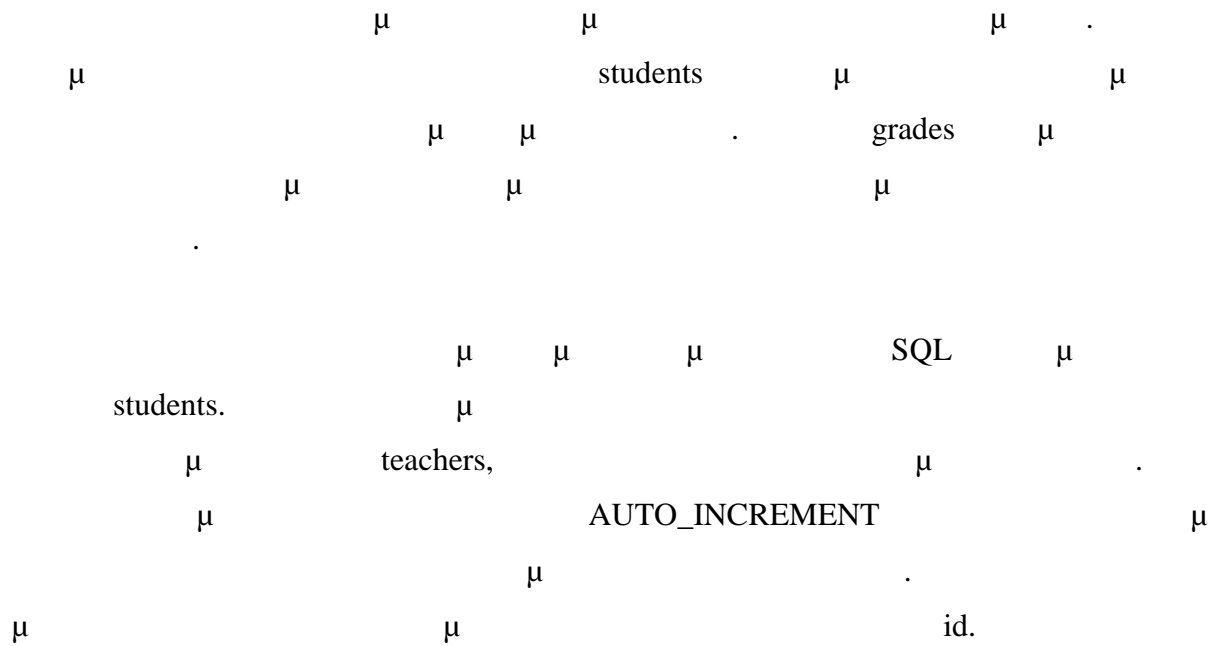 μ μ μ .
μ students μ μ
μ μ . grades μ
μ μ μ
.
μ μ μ SQL μ
students. μ
μ teachers, μ .
μ AUTO_INCREMENT μ
μ .
μ μ id.